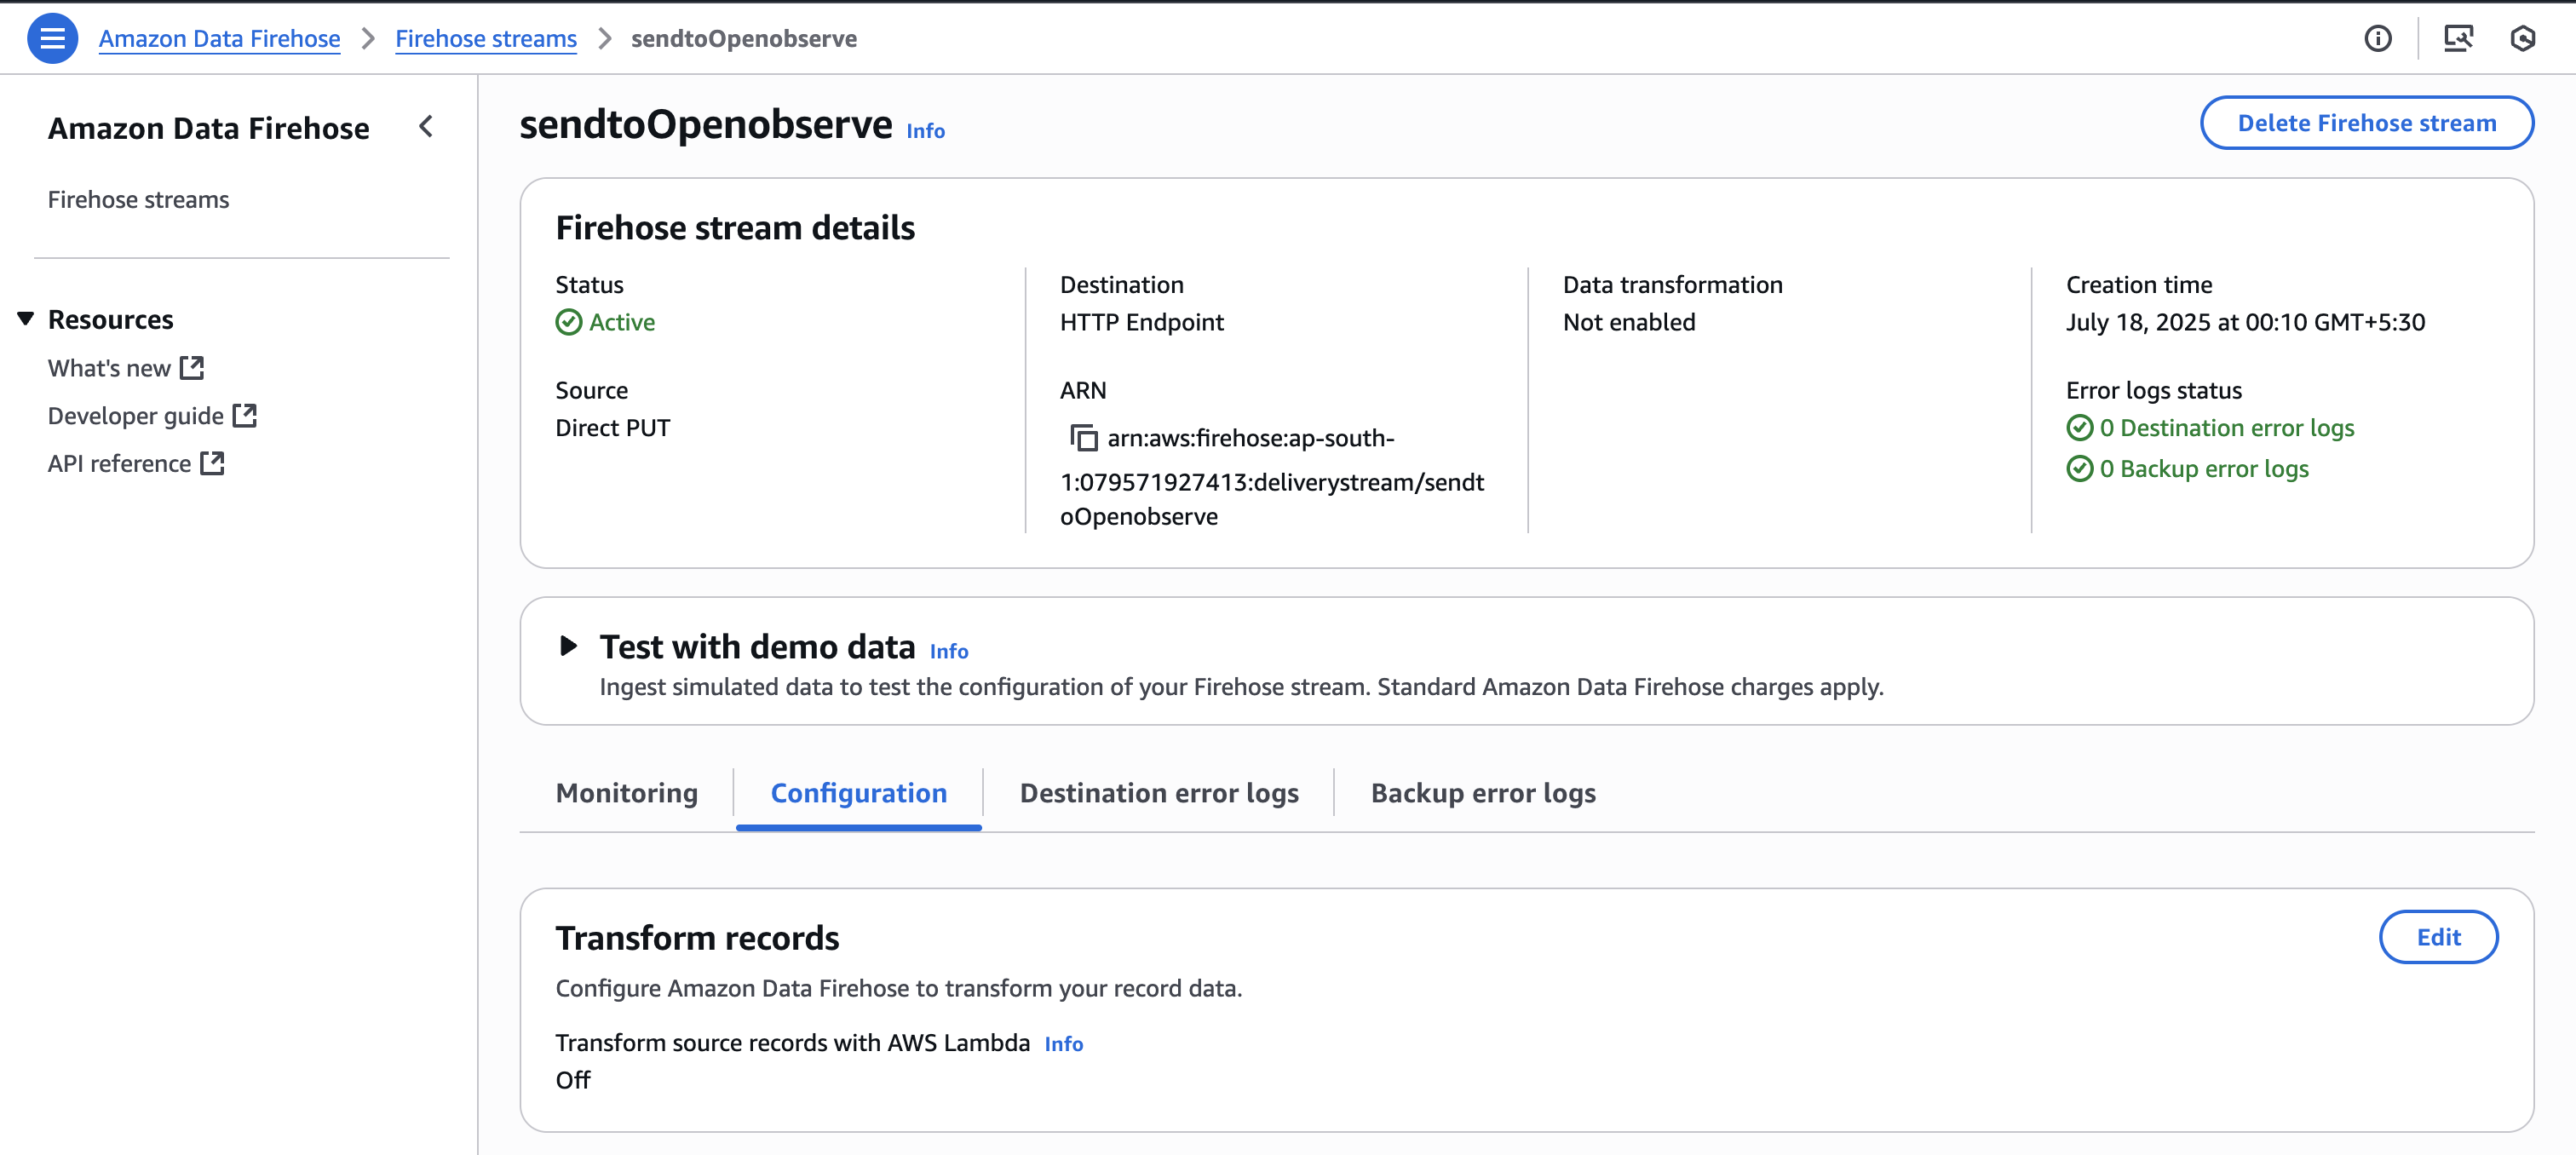 Amazon Data Firehose > Firehose streams > sendtoOpenobserve
Amazon Data Firehose
Firehose streams
Resources
What's new
Developer guide
API reference
sendtoOpenobserve Info
Delete Firehose stream
Firehose stream details
Status
Active
Source
Direct PUT
Destination
HTTP Endpoint
ARN
arn:aws:firehose:ap-south-
1:079571927413:deliverystream/sendt
oOpenobserve
Data transformation
Not enabled
Creation time
July 18, 2025 at 00:10 GMT+5:30
Error logs status
0 Destination error logs
0 Backup error logs
Test with demo data Info
Ingest simulated data to test the configuration of your Firehose stream. Standard Amazon Data Firehose charges apply.
Monitoring
Configuration
Destination error logs
Backup error logs
Transform records
Edit
Configure Amazon Data Firehose to transform your record data.
Transform source records with AWS Lambda Info
Off